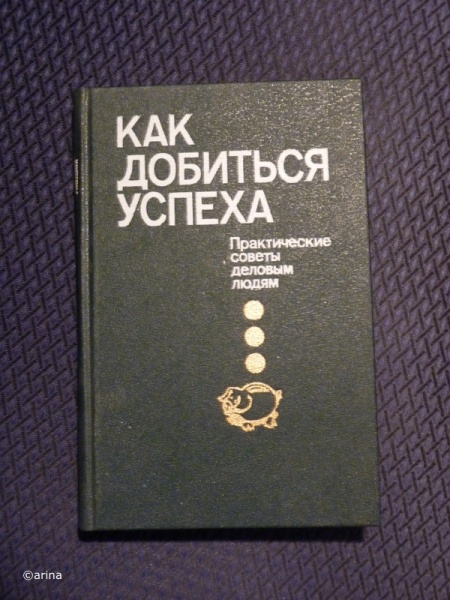 КАК
ДОБИТЬСЯ
УСПЕХА
Практические
советы
деловым
людям
©arina